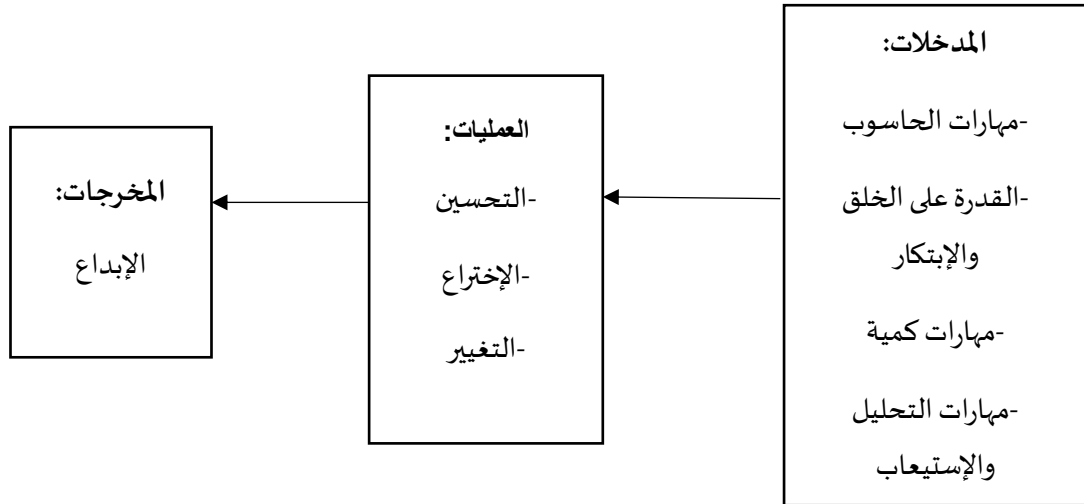 المدخلات:
-مهارات الحاسوب
-القدرة على الخلق
والإبتكار
-مهارات كمية
-مهارات التحليل
والإستيعاب
العمليات:
-التحسين
-الإختراع
-التغيير
المخرجات:
الإبداع